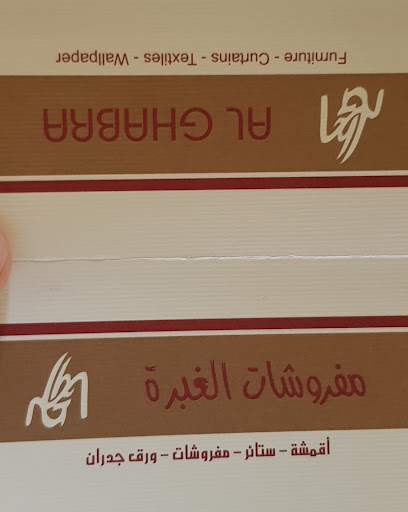 Furniture - Curtains - Textiles - Wallpaper
AL GHABRA
مفروشات الغبرة
أقمشة - ستائر - مفروشات - ورق جدران